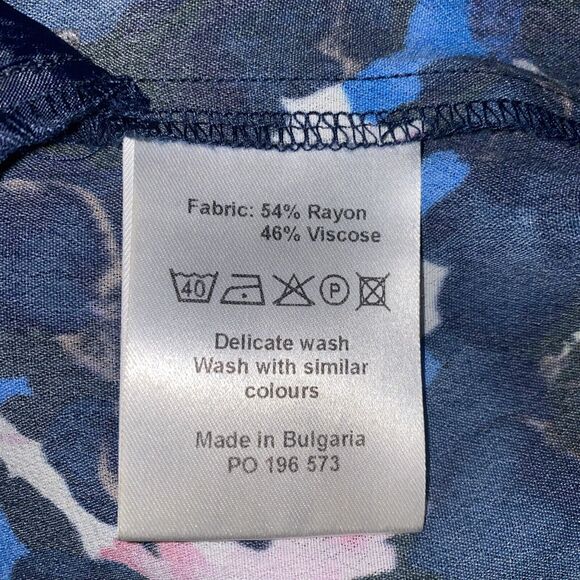 Fabric: 54% Rayon
46% Viscose
40 P
Delicate wash
Wash with similar
colours
Made in Bulgaria
PO 196 573